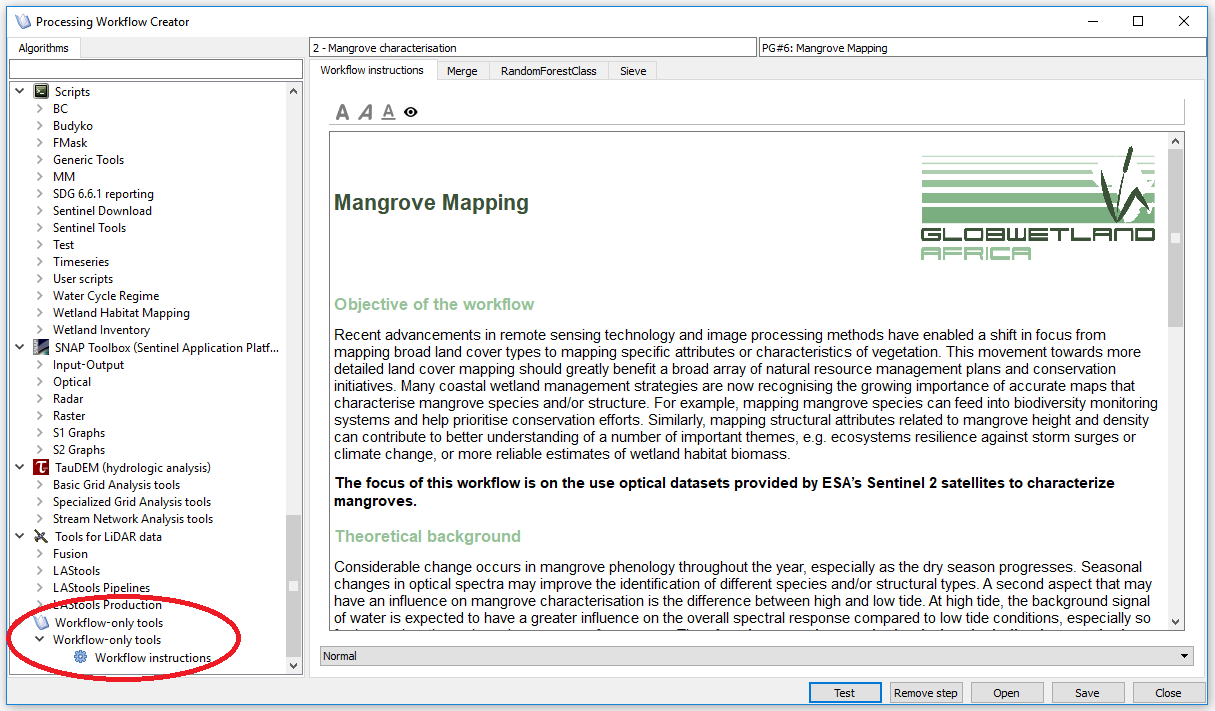 Processing Workflow Creator
Algorithms
2 - Mangrove characterisation
PG#6: Mangrove Mapping
Workflow instructions
Merge
RandomForestClass
Sieve
Scripts
BC
Budyko
FMask
Generic Tools
MM
SDG 6.6.1 reporting
Sentinel Download
Sentinel Tools
Test
Timeseries
User scripts
Water Cycle Regime
Wetland Habitat Mapping
Wetland Inventory
SNAP Toolbox (Sentinel Application Platf...
Input-Output
Optical
Radar
Raster
S1 Graphs
S2 Graphs
TauDEM (hydrologic analysis)
Basic Grid Analysis tools
Specialized Grid Analysis tools
Stream Network Analysis tools
Tools for LiDAR data
Fusion
LAStools
LAStools Pipelines
LAStools Production
Workflow-only tools
Workflow-only tools
Workflow instructions
A A A
Mangrove Mapping
GLOBWETLAND
AFRICA
Objective of the workflow
Recent advancements in remote sensing technology and image processing methods have enabled a shift in focus from
mapping broad land cover types to mapping specific attributes or characteristics of vegetation. This movement towards more
detailed land cover mapping should greatly benefit a broad array of natural resource management plans and conservation
initiatives. Many coastal wetland management strategies are now recognising the growing importance of accurate maps that
characterise mangrove species and/or structure. For example, mapping mangrove species can feed into biodiversity monitoring
systems and help prioritise conservation efforts. Similarly, mapping structural attributes related to mangrove height and density
can contribute to better understanding of a number of important themes, e.g. ecosystems resilience against storm surges or
climate change, or more reliable estimates of wetland habitat biomass.
The focus of this workflow is on the use optical datasets provided by ESA's Sentinel 2 satellites to characterize
mangroves.
Theoretical background
Considerable change occurs in mangrove phenology throughout the year, especially as the dry season progresses. Seasonal
changes in optical spectra may improve the identification of different species and/or structural types. A second aspect that may
have an influence on mangrove characterisation is the difference between high and low tide. At high tide, the background signal
of water is expected to have a greater influence on the overall spectral response compared to low tide conditions, especially so
Normal
Test
Remove step
Open
Save
Close